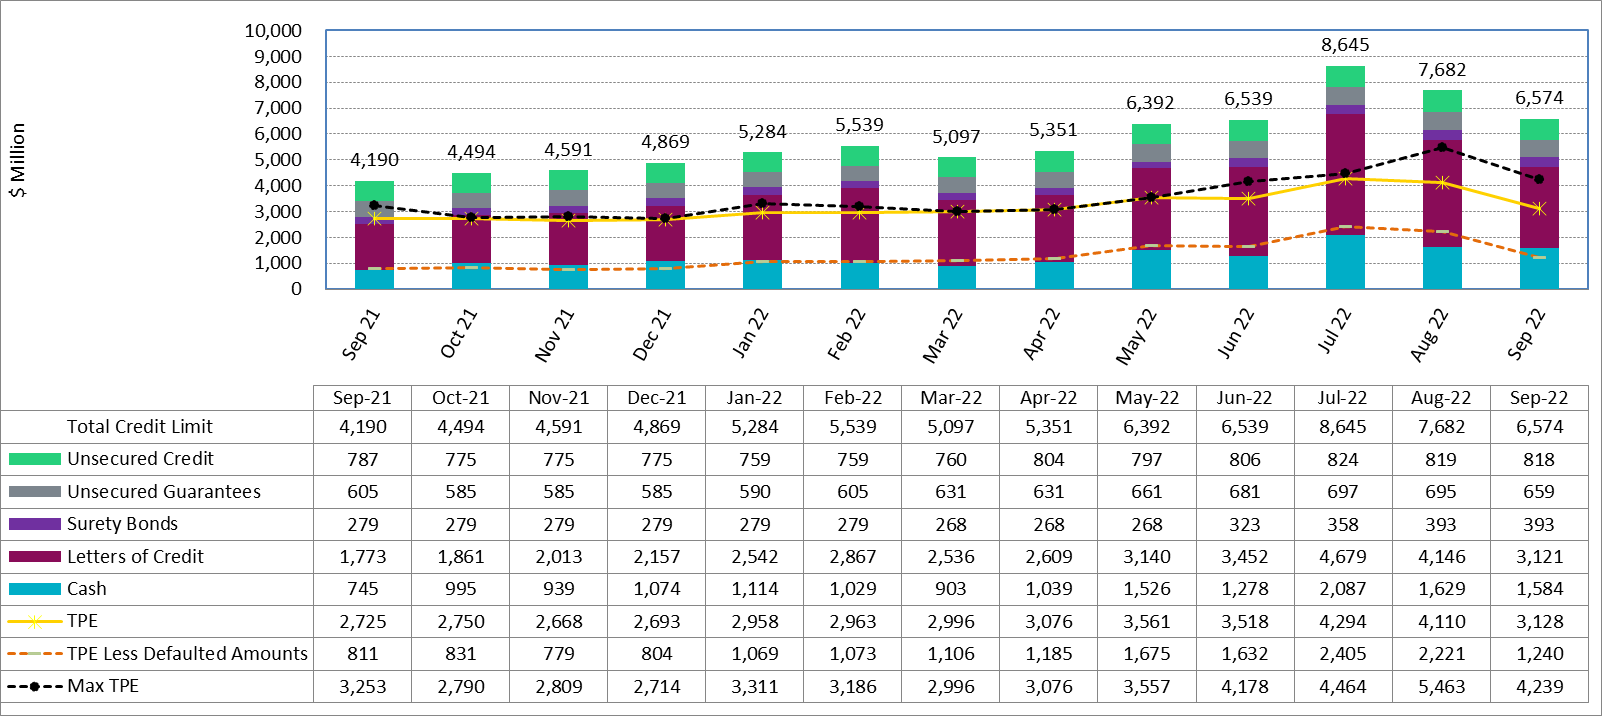 $ Million
10,000
9,000
8,000
7,000
6,000
5,000
4,000
3,000
2,000
1,000
0
4,190 4,494 4,591 4,869 5,284 5,539 5,097 5,351 6,392 6,539 8,645 7,682 6,574
Sep 21 Oct 21 Nov 21 Dec 21 Jan 22 Feb 22 Mar 22 Apr 22 May 22 Jun 22 Jul 22 Aug 22 Sep 22
Sep-21 Oct-21 Nov-21 Dec-21 Jan-22 Feb-22 Mar-22 Apr-22 May-22 Jun-22 Jul-22 Aug-22 Sep-22
Total Credit Limit 4,190 4,494 4,591 4,869 5,284 5,539 5,097 5,351 6,392 6,539 8,645 7,682 6,574
Unsecured Credit 787 775 775 775 759 759 760 804 797 806 824 819 818
Unsecured Guarantees 605 585 585 585 590 605 631 631 661 681 697 695 659
Surety Bonds 279 279 279 279 279 279 268 268 268 323 358 393 393
Letters of Credit 1,773 1,861 2,013 2,157 2,542 2,867 2,536 2,609 3,140 3,452 4,679 4,146 3,121
Cash 745 995 939 1,074 1,114 1,029 903 1,039 1,526 1,278 2,087 1,629 1,584
TPE 2,725 2,750 2,668 2,693 2,958 2,963 2,996 3,076 3,561 3,518 4,294 4,110 3,128
TPE Less Defaulted Amounts 811 831 779 804 1,069 1,073 1,106 1,185 1,675 1,632 2,405 2,221 1,240
Max TPE 3,253 2,790 2,809 2,714 3,311 3,186 2,996 3,076 3,557 4,178 4,464 5,463 4,239